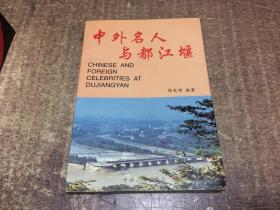 中外名人
与都江堰
CHINESE AND
FOREIGN
CELEBRITIES AT
DUJIANGYAN
编著